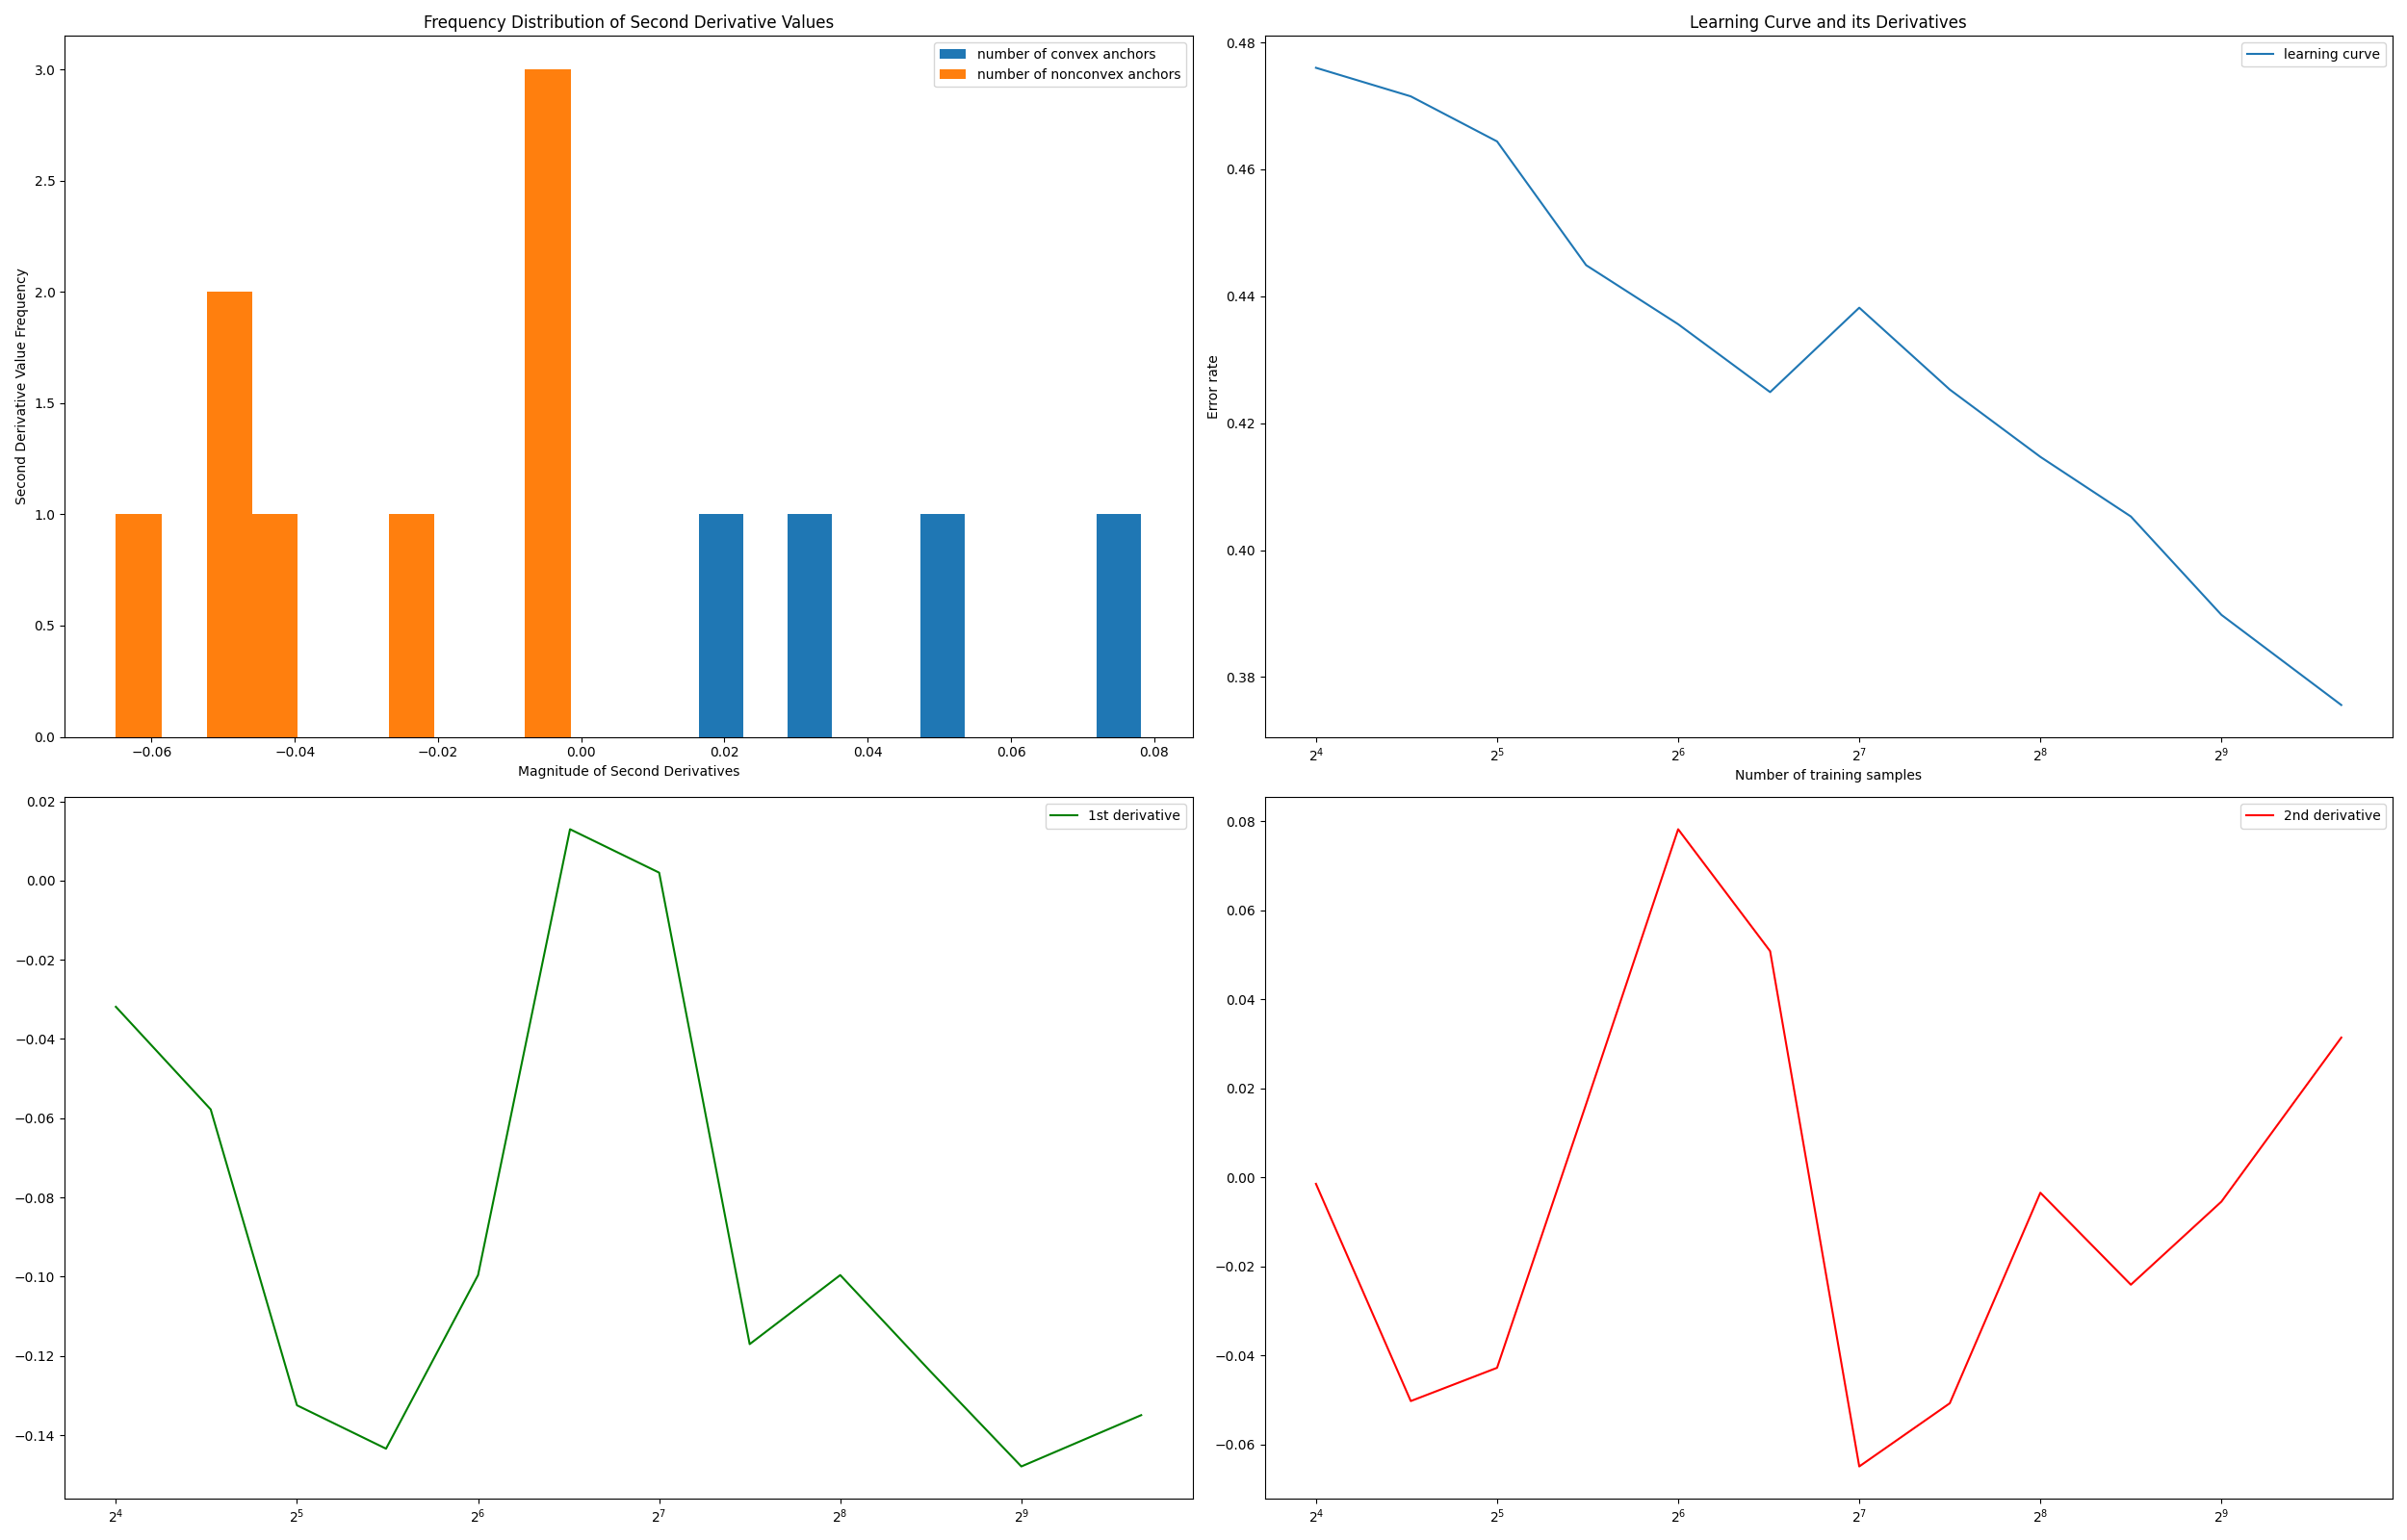 Frequency Distribution of Second Derivative Values
number of convex anchors
number of nonconvex anchors
Second Derivative Value Frequency
3.0
2.5
2.0
1.5
1.0
0.5
0.0
−0.06 −0.04 −0.02 0.00 0.02 0.04 0.06 0.08
Magnitude of Second Derivatives
Learning Curve and its Derivatives
learning curve
Error rate
0.48
0.46
0.44
0.42
0.40
0.38
2⁴ 2⁵ 2⁶ 2⁷ 2⁸ 2⁹
Number of training samples
1st derivative
0.02
0.00
−0.02
−0.04
−0.06
−0.08
−0.10
−0.12
−0.14
2⁴ 2⁵ 2⁶ 2⁷ 2⁸ 2⁹
2nd derivative
0.08
0.06
0.04
0.02
0.00
−0.02
−0.04
−0.06
2⁴ 2⁵ 2⁶ 2⁷ 2⁸ 2⁹